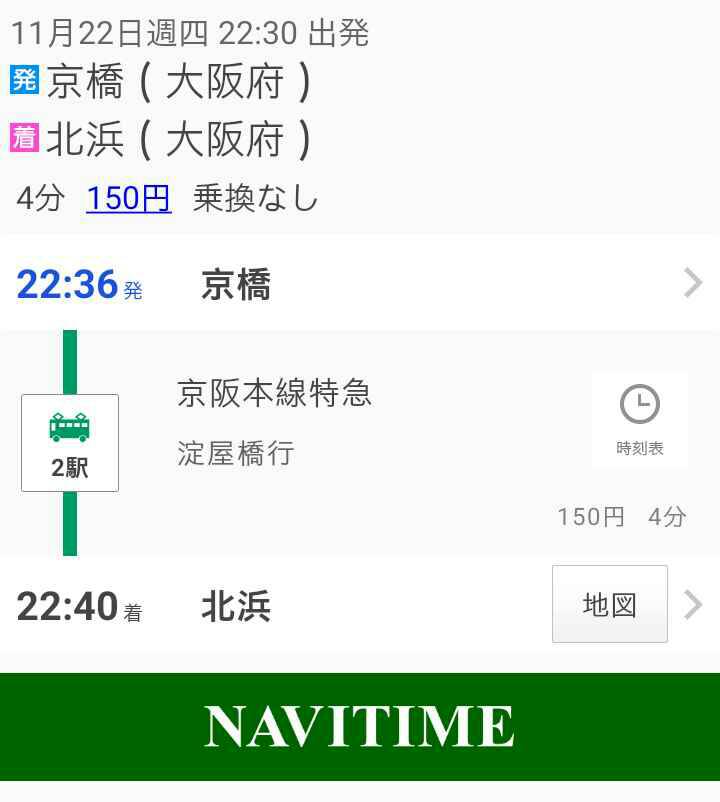 11月22日週四 22:30 出発
発 京橋 ( 大阪府 )
着 北浜 ( 大阪府 )
4分 150円 乗換なし
22:36 発 京橋
京阪本線特急
淀屋橋行
時刻表
2駅
150円 4分
22:40 着 北浜 地図
NAVITIME